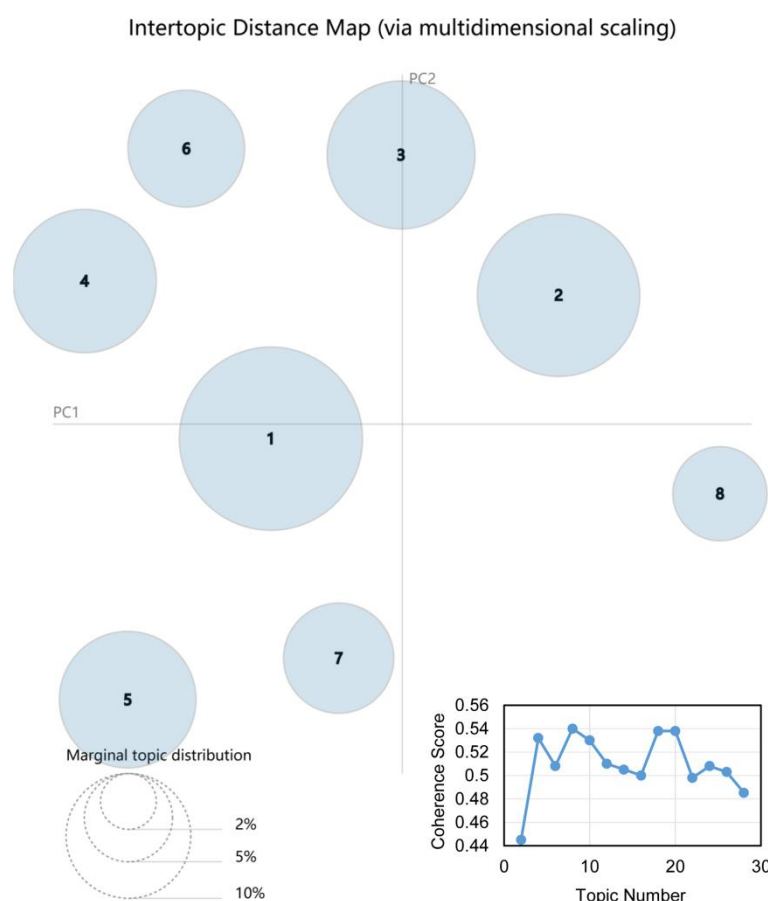 Intertopic Distance Map (via multidimensional scaling)
PC2
6
3
4
2
PC1
1
8
7
5
Marginal topic distribution
2%
5%
10%
0.56
0.54
0.52
0.5
0.48
0.46
0.44
Coherence Score
0 10 20 30
Topic Number